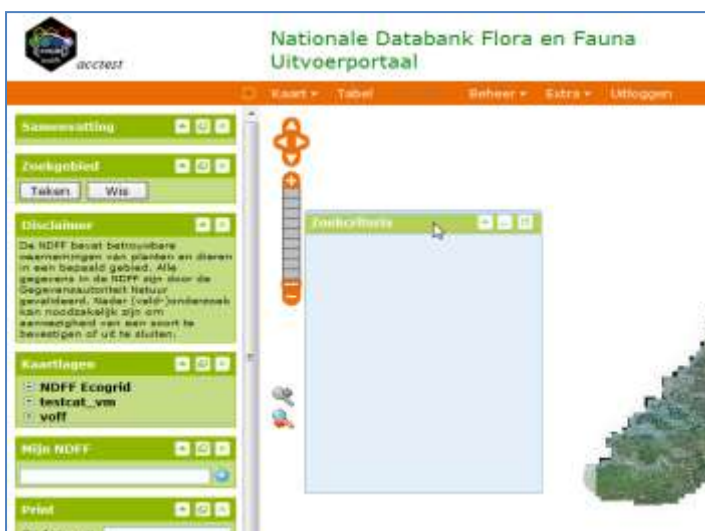 acctest
Nationale Databank Flora en Fauna
Uitvoerportaal
Kaart Tabel Beheer Extra Uitloggen
Samenvatting
Zoekgebied
Teken Wis
Disclaimer
De NDFF bevat betrouwbare
waarnemingen van planten en dieren
in een bepaald gebied. Alle
gegevens in de NDFF zijn door de
Gegevensautoriteit Natuur
gevalideerd. Nader (veld-)onderzoek
kan noodzakelijk zijn om
aanwezigheid van een soort te
bevestigen of uit te sluiten.
Zoekcriteria
Kaartlagen
NDFF Ecogrid
testcat_vm
voff
Mijn NDFF
Print